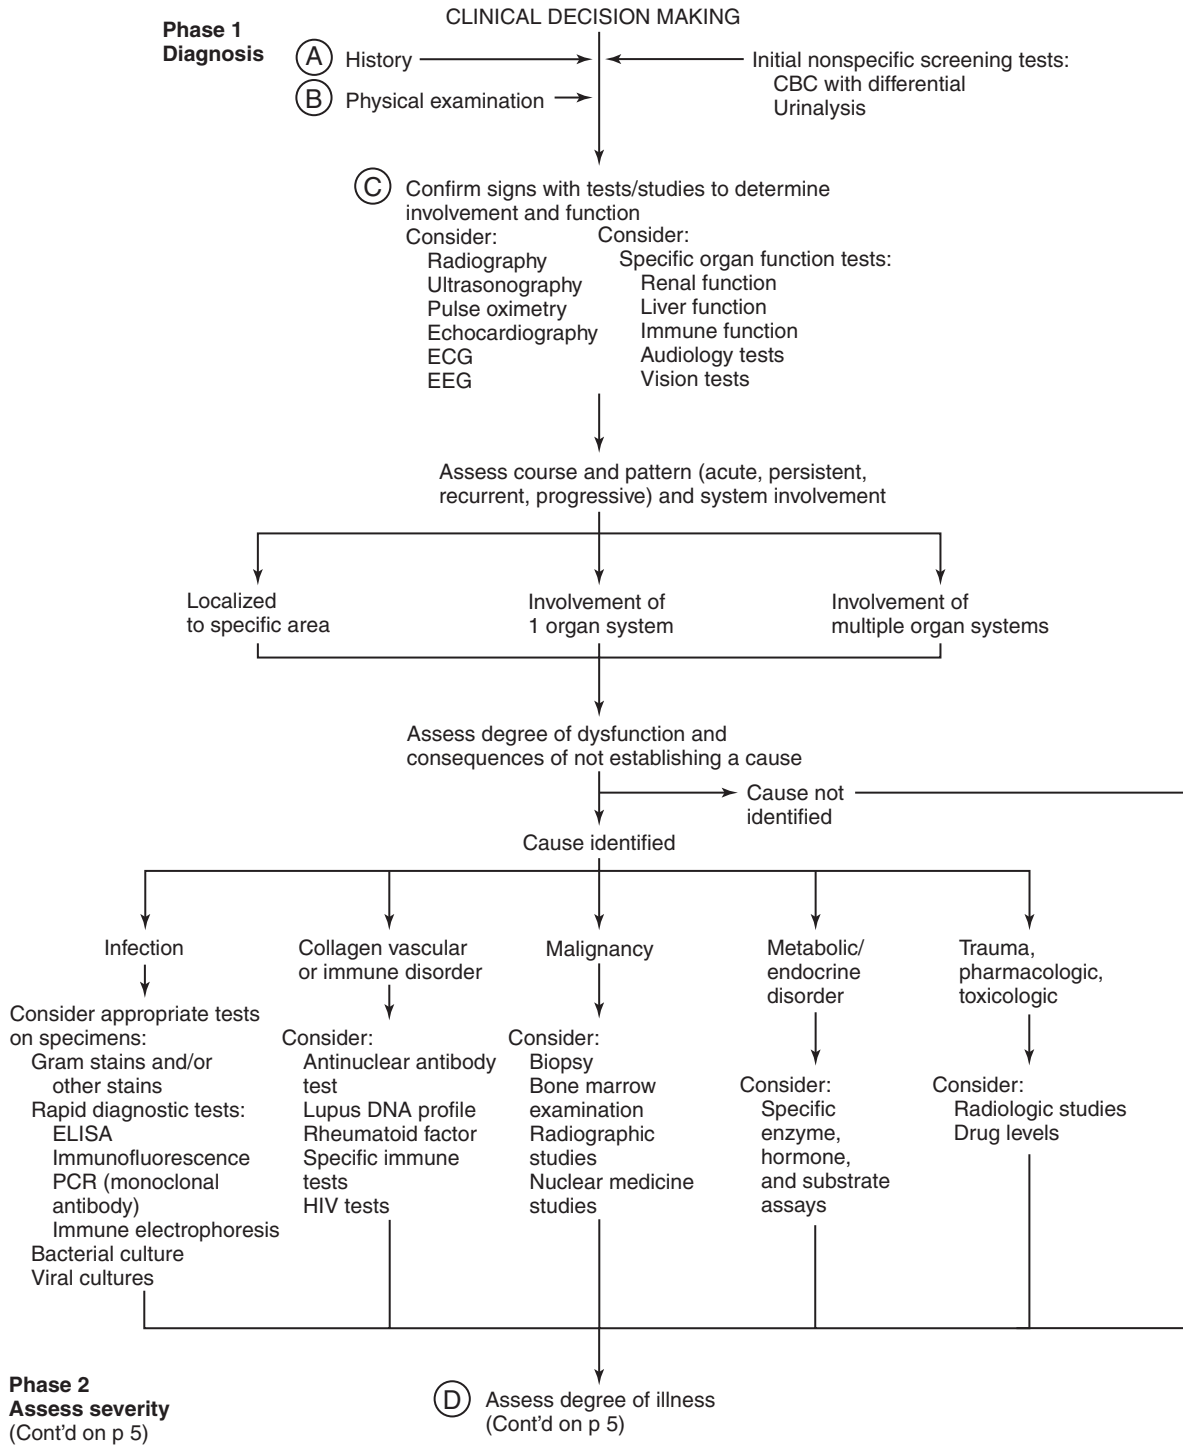 CLINICAL DECISION MAKING
Phase 1
Diagnosis
A
History
B
Physical examination
Initial nonspecific screening tests:
CBC with differential
Urinalysis
C
Confirm signs with tests/studies to determine
involvement and function
Consider:
Radiography
Ultrasonography
Pulse oximetry
Echocardiography
ECG
EEG
Consider:
Specific organ function tests:
Renal function
Liver function
Immune function
Audiology tests
Vision tests
Assess course and pattern (acute, persistent,
recurrent, progressive) and system involvement
Localized
to specific area
Involvement of
1 organ system
Involvement of
multiple organ systems
Assess degree of dysfunction and
consequences of not establishing a cause
Cause not
identified
Cause identified
Infection
Consider appropriate tests
on specimens:
Gram stains and/or
other stains
Rapid diagnostic tests:
ELISA
Immunofluorescence
PCR (monoclonal
antibody)
Immune electrophoresis
Bacterial culture
Viral cultures
Collagen vascular
or immune disorder
Consider:
Antinuclear antibody
test
Lupus DNA profile
Rheumatoid factor
Specific immune
tests
HIV tests
Malignancy
Consider:
Biopsy
Bone marrow
examination
Radiographic
studies
Nuclear medicine
studies
Metabolic/
endocrine
disorder
Consider:
Specific
enzyme,
hormone,
and substrate
assays
Trauma,
pharmacologic,
toxicologic
Consider:
Radiologic studies
Drug levels
Phase 2
Assess severity
(Cont'd on p 5)
D
Assess degree of illness
(Cont'd on p 5)